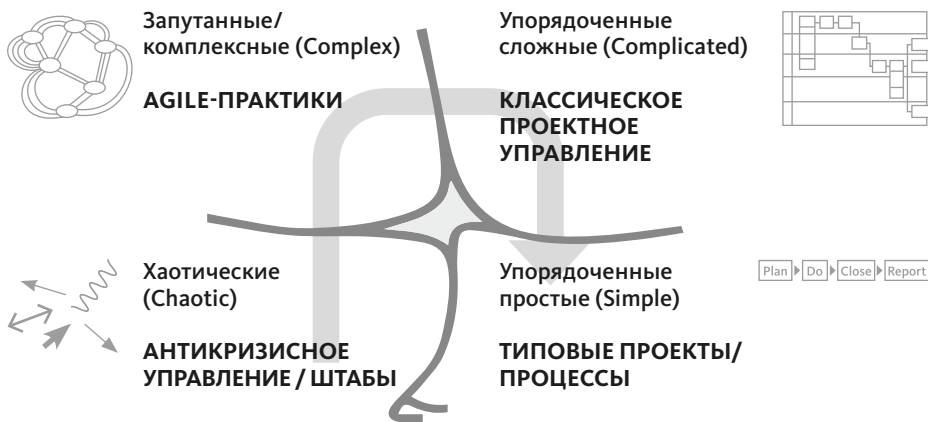 Запутанные/
комплексные (Complex)
AGILE-ПРАКТИКИ
Упорядоченные
сложные (Complicated)
КЛАССИЧЕСКОЕ
ПРОЕКТНОЕ
УПРАВЛЕНИЕ
Хаотические
(Chaotic)
АНТИКРИЗИСНОЕ
УПРАВЛЕНИЕ / ШТАБЫ
Упорядоченные
простые (Simple)
ТИПОВЫЕ ПРОЕКТЫ/
ПРОЦЕССЫ
Plan Do Close Report